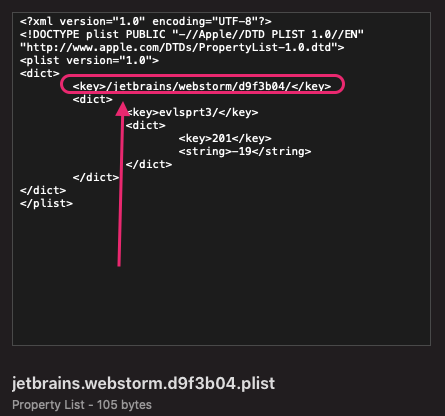 <?xml version="1.0" encoding="UTF-8"?>
<!DOCTYPE plist PUBLIC "-//Apple//DTD PLIST 1.0//EN"
"http://www.apple.com/DTDs/PropertyList-1.0.dtd">
<plist version="1.0">
<dict>
<key>/jetbrains/webstorm/d9f3b04/</key>
<dict>
<key>evlsprt3/</key>
<dict>
<key>201</key>
<string>-19</string>
</dict>
</dict>
</dict>
</plist>
jetbrains.webstorm.d9f3b04.plist
Property List - 105 bytes